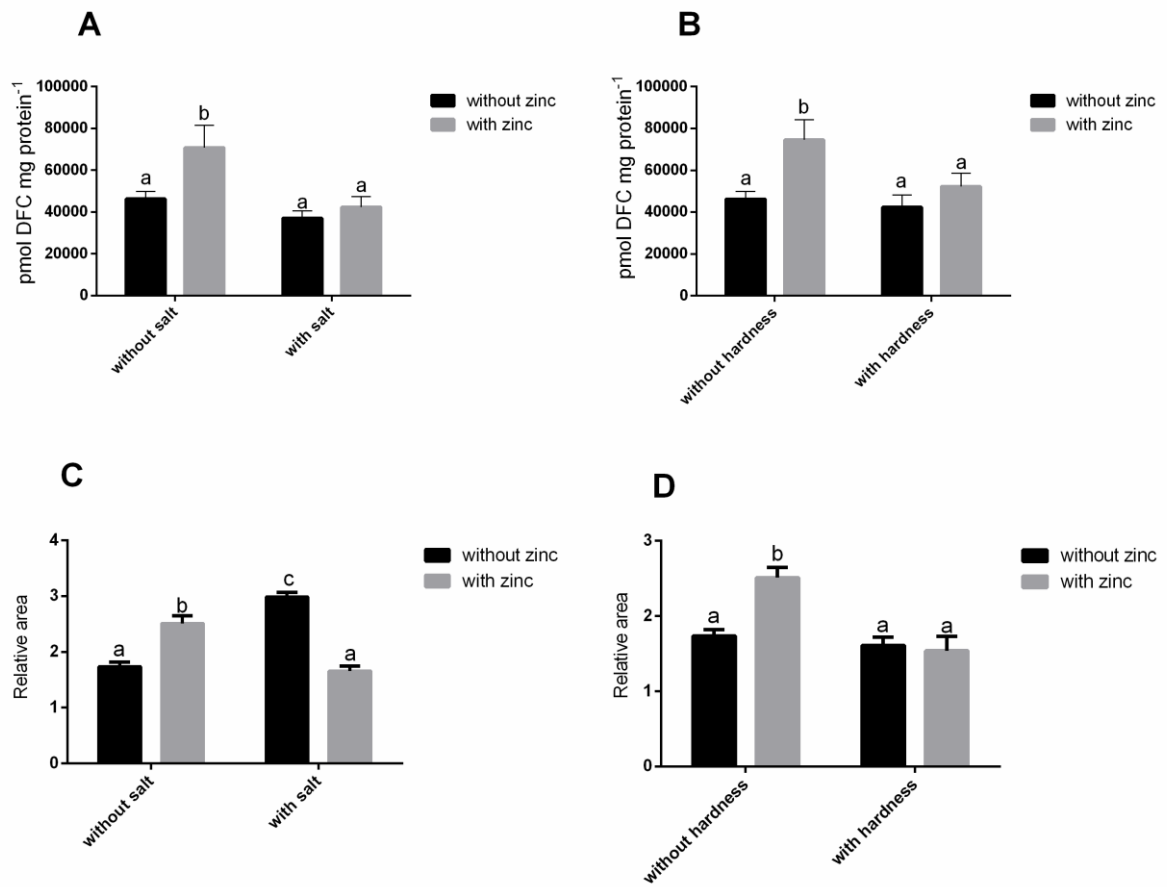 A
pmol DFC mg protein-1
100000
80000
60000
40000
20000
0
a
b
a
a
without salt
with salt
without zinc
with zinc
B
pmol DFC mg protein-1
100000
80000
60000
40000
20000
0
a
b
a
a
without hardness
with hardness
without zinc
with zinc
C
Relative area
4
3
2
1
0
a
b
c
a
without salt
with salt
without zinc
with zinc
D
Relative area
3
2
1
0
a
b
a
a
without hardness
with hardness
without zinc
with zinc